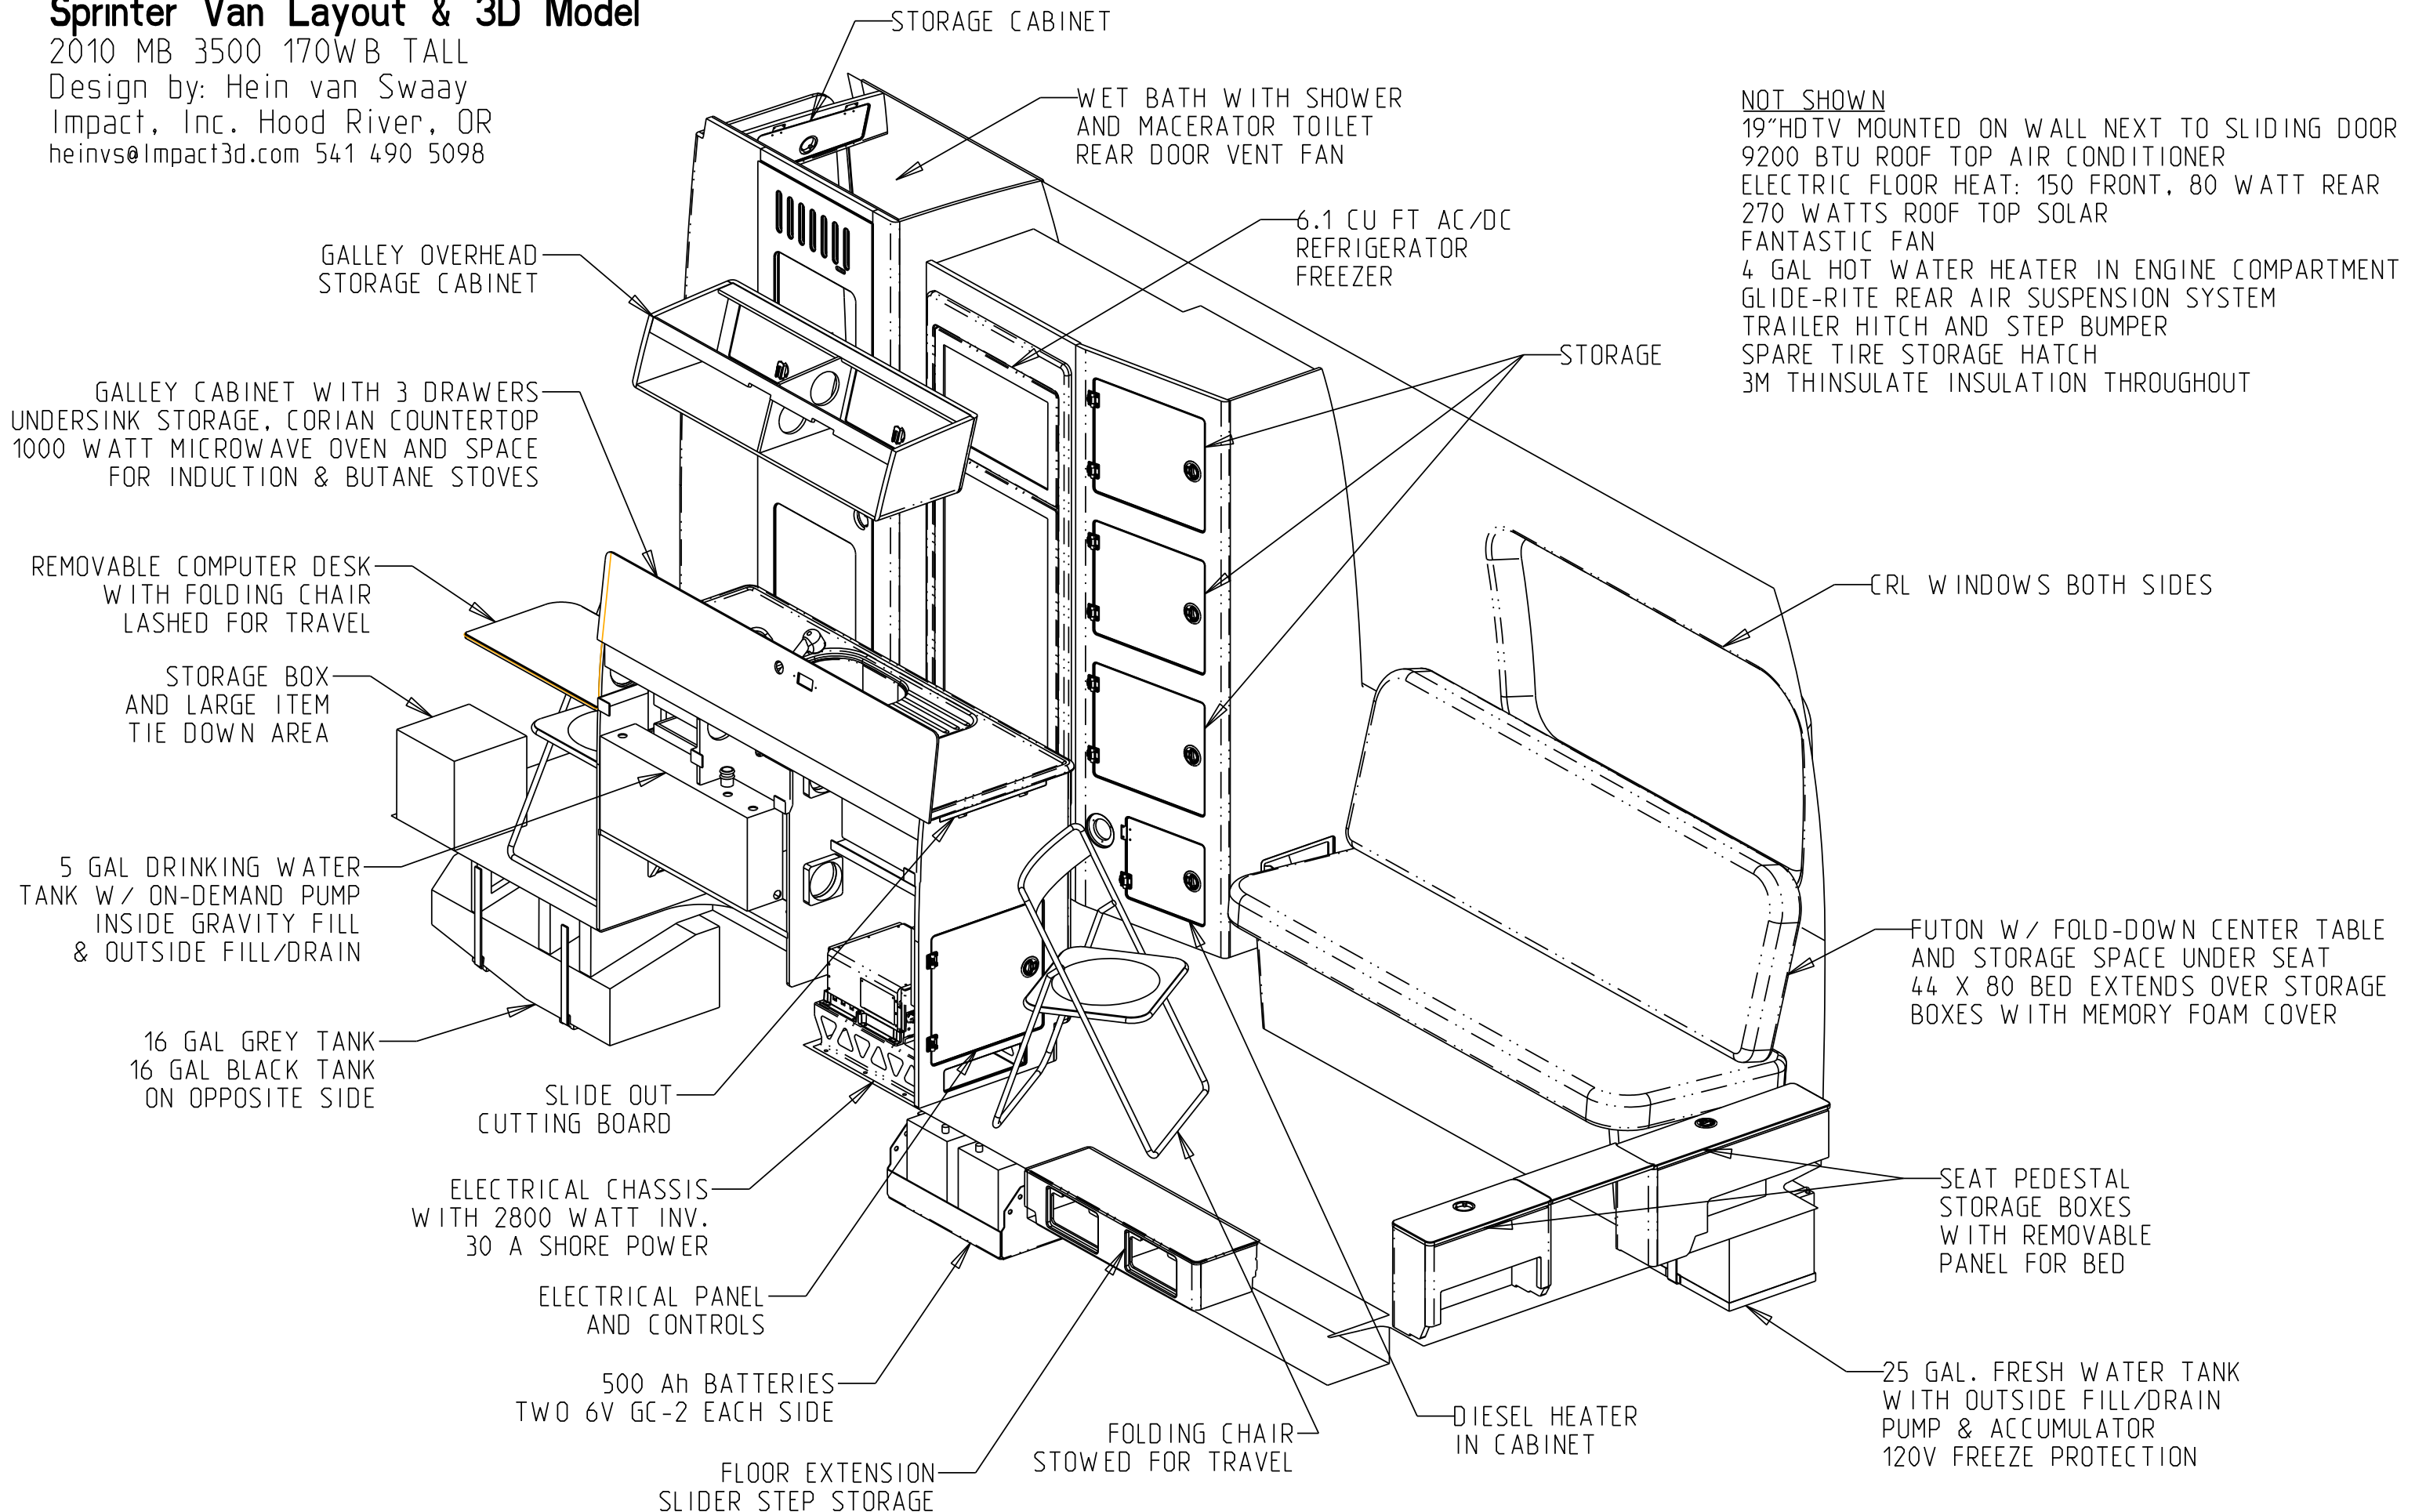 Sprinter Van Layout & 3D Model
2010 MB 3500 170WB TALL
Design by: Hein van Swaay
Impact, Inc. Hood River, OR
heinvs@Impact3d.com 541 490 5098
STORAGE CABINET
WET BATH WITH SHOWER
AND MACERATOR TOILET
REAR DOOR VENT FAN
NOT SHOWN
19"HDTV MOUNTED ON WALL NEXT TO SLIDING DOOR
9200 BTU ROOF TOP AIR CONDITIONER
ELECTRIC FLOOR HEAT: 150 FRONT, 80 WATT REAR
270 WATTS ROOF TOP SOLAR
FANTASTIC FAN
4 GAL HOT WATER HEATER IN ENGINE COMPARTMENT
GLIDE-RITE REAR AIR SUSPENSION SYSTEM
TRAILER HITCH AND STEP BUMPER
SPARE TIRE STORAGE HATCH
3M THINSULATE INSULATION THROUGHOUT
6.1 CU FT AC/DC
REFRIGERATOR
FREEZER
GALLEY OVERHEAD
STORAGE CABINET
STORAGE
GALLEY CABINET WITH 3 DRAWERS
UNDERSINK STORAGE, CORIAN COUNTERTOP
1000 WATT MICROWAVE OVEN AND SPACE
FOR INDUCTION & BUTANE STOVES
REMOVABLE COMPUTER DESK
WITH FOLDING CHAIR
LASHED FOR TRAVEL
CRL WINDOWS BOTH SIDES
STORAGE BOX
AND LARGE ITEM
TIE DOWN AREA
5 GAL DRINKING WATER
TANK W/ ON-DEMAND PUMP
INSIDE GRAVITY FILL
& OUTSIDE FILL/DRAIN
FUTON W/ FOLD-DOWN CENTER TABLE
AND STORAGE SPACE UNDER SEAT
44 X 80 BED EXTENDS OVER STORAGE
BOXES WITH MEMORY FOAM COVER
16 GAL GREY TANK
16 GAL BLACK TANK
ON OPPOSITE SIDE
SLIDE OUT
CUTTING BOARD
ELECTRICAL CHASSIS
WITH 2800 WATT INV.
30 A SHORE POWER
SEAT PEDESTAL
STORAGE BOXES
WITH REMOVABLE
PANEL FOR BED
ELECTRICAL PANEL
AND CONTROLS
500 Ah BATTERIES
TWO 6V GC-2 EACH SIDE
25 GAL. FRESH WATER TANK
WITH OUTSIDE FILL/DRAIN
PUMP & ACCUMULATOR
120V FREEZE PROTECTION
DIESEL HEATER
IN CABINET
FOLDING CHAIR
STOWED FOR TRAVEL
FLOOR EXTENSION
SLIDER STEP STORAGE